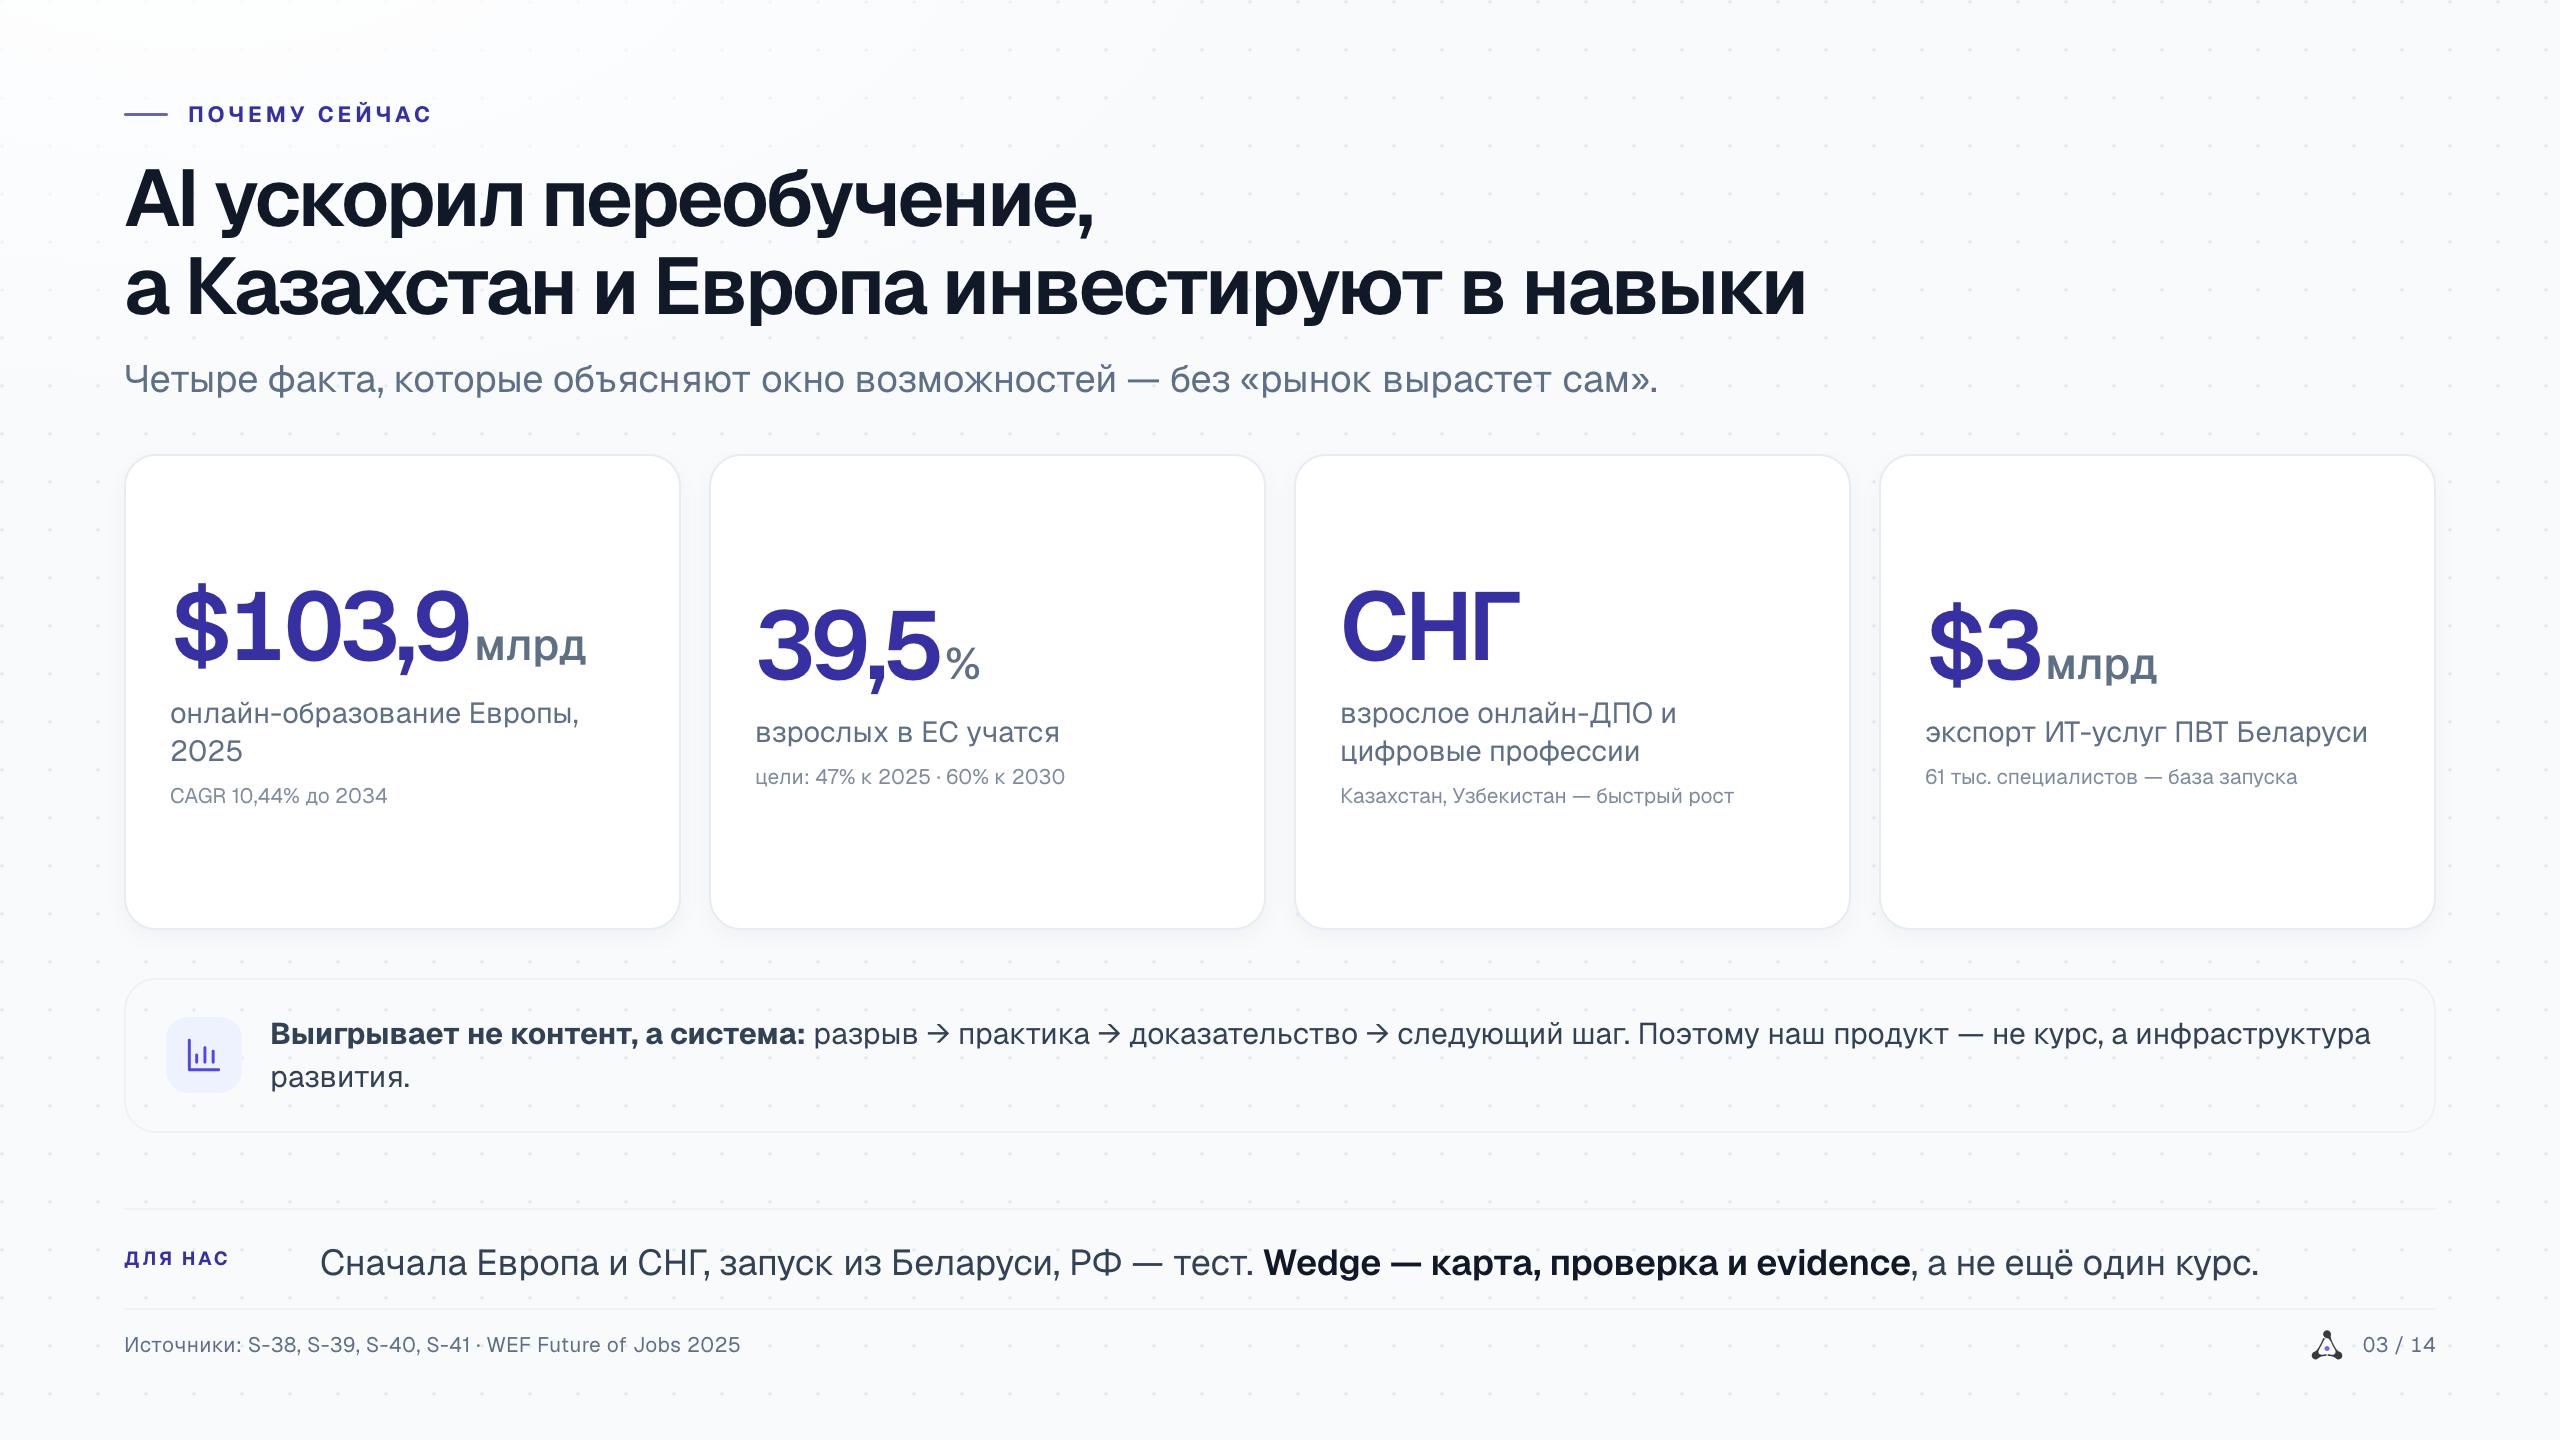 ПОЧЕМУ СЕЙЧАС
AI ускорил переобучение,
а Казахстан и Европа инвестируют в навыки
Четыре факта, которые объясняют окно возможностей — без «рынок вырастет сам».
$103,9 млрд
онлайн-образование Европы,
2025
CAGR 10,44% до 2034
39,5 %
взрослых в ЕС учатся
цели: 47% к 2025 · 60% к 2030
СНГ
взрослое онлайн-ДПО и
цифровые профессии
Казахстан, Узбекистан — быстрый рост
$3 млрд
экспорт ИТ-услуг ПВТ Беларуси
61 тыс. специалистов — база запуска
Выигрывает не контент, а система: разрыв → практика → доказательство → следующий шаг. Поэтому наш продукт — не курс, а инфраструктура
развития.
ДЛЯ НАС
Сначала Европа и СНГ, запуск из Беларуси, РФ — тест. Wedge — карта, проверка и evidence, а не ещё один курс.
Источники: S-38, S-39, S-40, S-41 · WEF Future of Jobs 2025
03 / 14